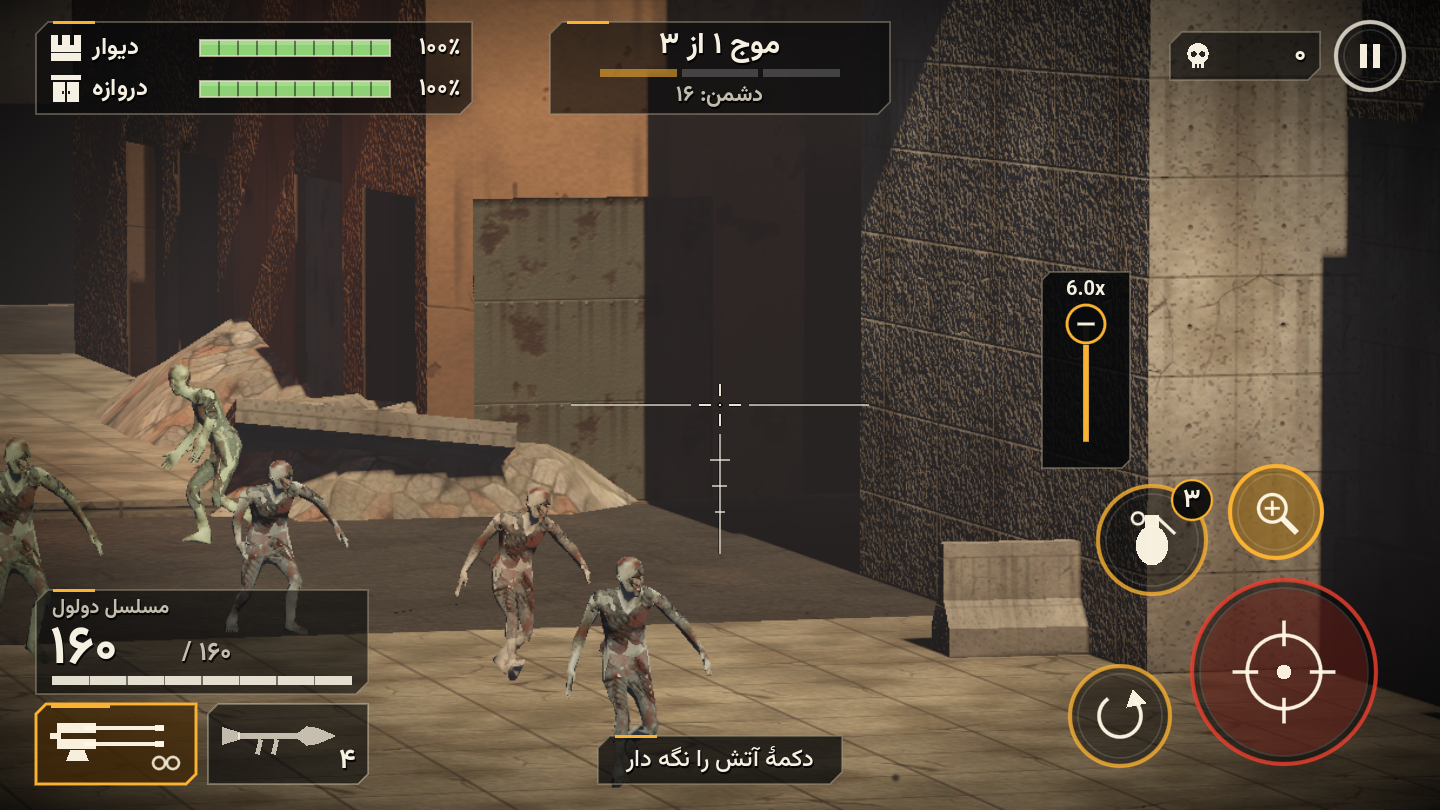 دیوار ۱۰۰٪
دروازه ۱۰۰٪
موج ۱ از ۳
دشمن: ۱۶
۰
6.0x
۳
مسلسل دولول
۱۶۰ / ۱۶۰
∞
۴
دکمهٔ آتش را نگه دار